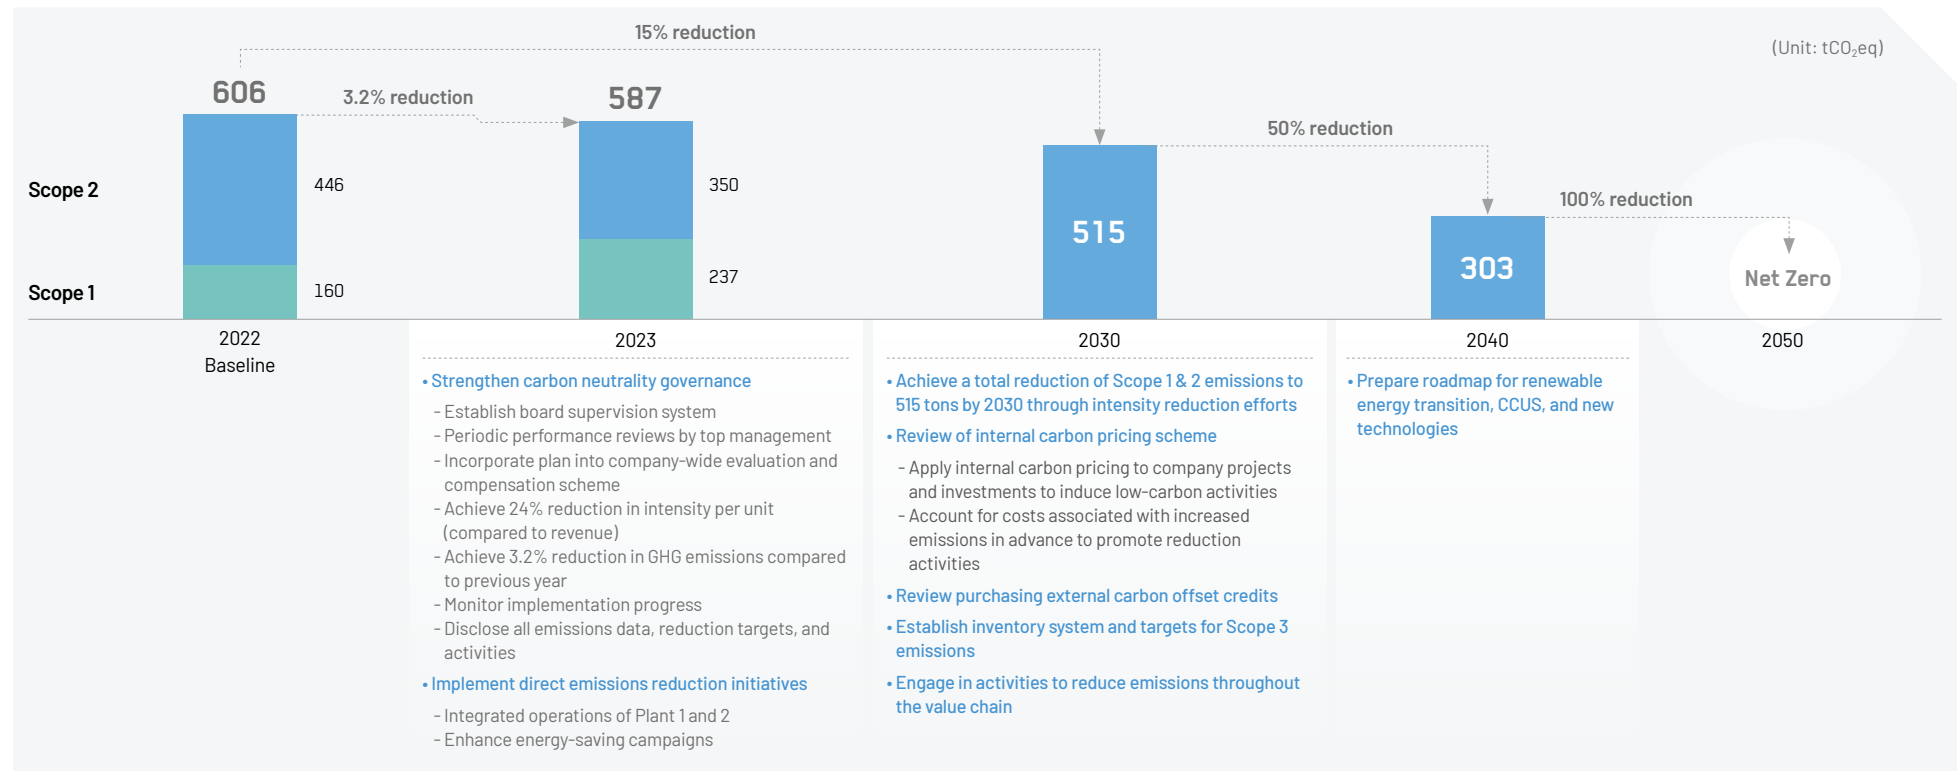 15% reduction
(Unit: tCO₂eq)
606
3.2% reduction
587
50% reduction
Scope 2
446
350
100% reduction
515
303
Net Zero
Scope 1
160
237
2022
Baseline
2023
2030
2040
2050
• Strengthen carbon neutrality governance
- Establish board supervision system
- Periodic performance reviews by top management
- Incorporate plan into company-wide evaluation and
compensation scheme
- Achieve 24% reduction in intensity per unit
(compared to revenue)
- Achieve 3.2% reduction in GHG emissions compared
to previous year
- Monitor implementation progress
- Disclose all emissions data, reduction targets, and
activities
• Implement direct emissions reduction initiatives
- Integrated operations of Plant 1 and 2
- Enhance energy-saving campaigns
• Achieve a total reduction of Scope 1 & 2 emissions to
515 tons by 2030 through intensity reduction efforts
• Review of internal carbon pricing scheme
- Apply internal carbon pricing to company projects
and investments to induce low-carbon activities
- Account for costs associated with increased
emissions in advance to promote reduction
activities
• Review purchasing external carbon offset credits
• Establish inventory system and targets for Scope 3
emissions
• Engage in activities to reduce emissions throughout
the value chain
• Prepare roadmap for renewable
energy transition, CCUS, and new
technologies